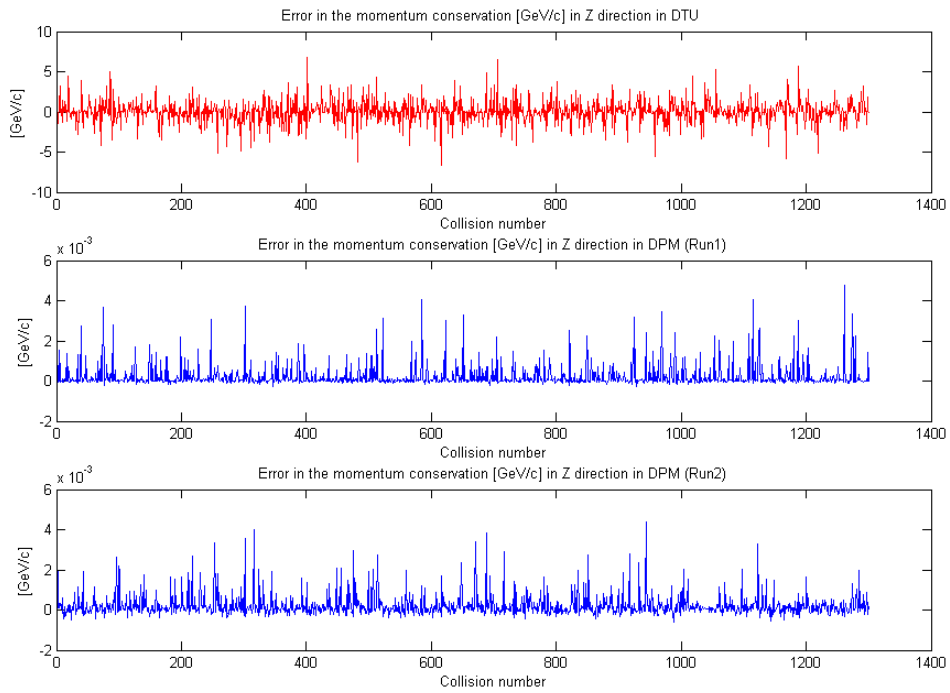 Error in the momentum conservation [GeV/c] in Z direction in DTU
10
5
0
-5
-10
[GeV/c]
0 200 400 600 800 1000 1200 1400
Collision number
Error in the momentum conservation [GeV/c] in Z direction in DPM (Run1)
x 10^-3
6
4
2
0
-2
[GeV/c]
0 200 400 600 800 1000 1200 1400
Collision number
Error in the momentum conservation [GeV/c] in Z direction in DPM (Run2)
x 10^-3
6
4
2
0
-2
[GeV/c]
0 200 400 600 800 1000 1200 1400
Collision number